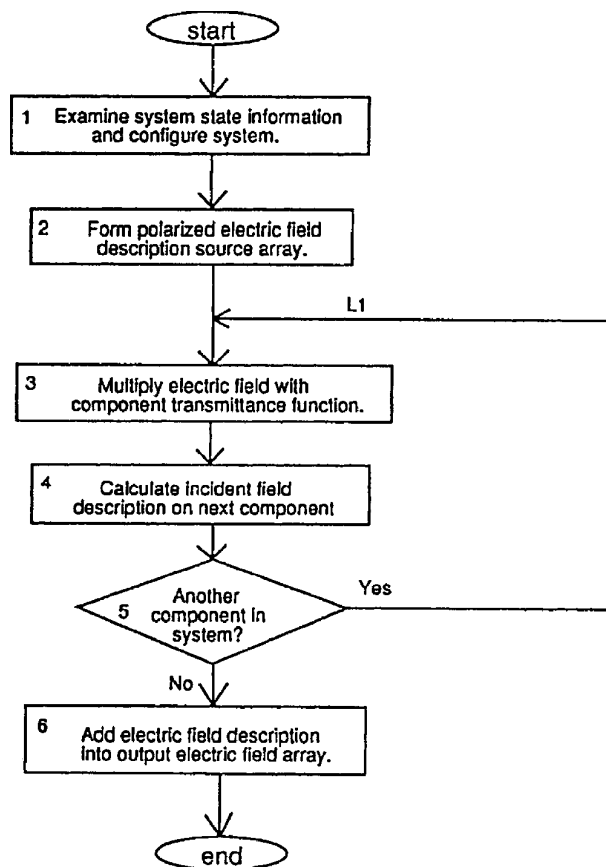 start
1 Examine system state information
and configure system.
2 Form polarized electric field
description source array.
L1
3 Multiply electric field with
component transmittance function.
4 Calculate incident field
description on next component
Another
5 component in
system?
Yes
No
6 Add electric field description
into output electric field array.
end